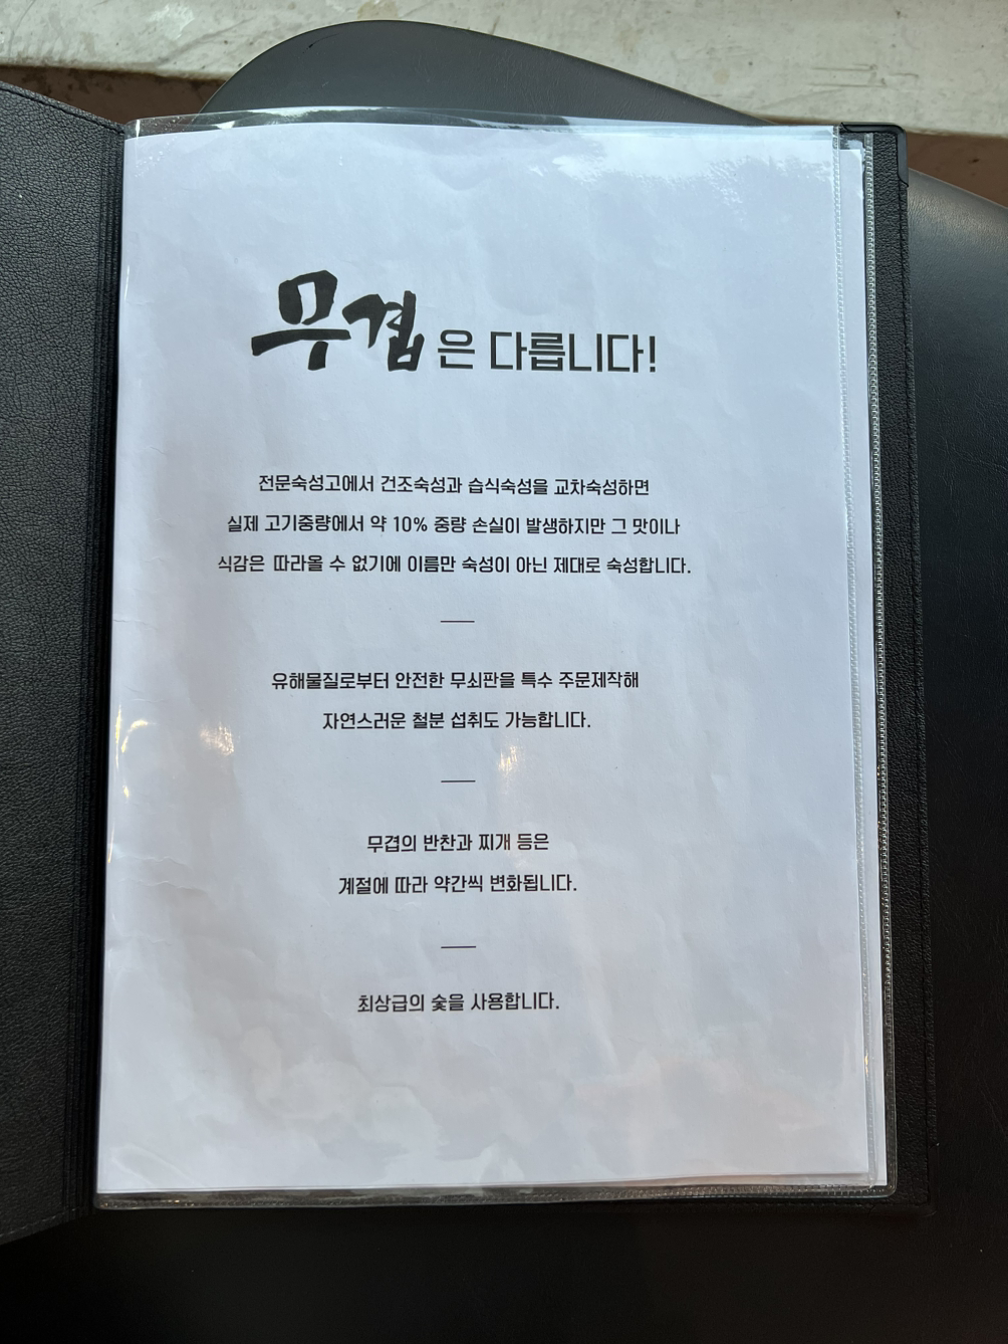 무겹은 다릅니다!
전문숙성고에서 건조숙성과 습식숙성을 교차숙성하면
실제 고기중량에서 약 10% 중량 손실이 발생하지만 그 맛이나
식감은 따라올 수 없기에 이름만 숙성이 아닌 제대로 숙성합니다.
유해물질로부터 안전한 무쇠판을 특수 주문제작해
자연스러운 철분 섭취도 가능합니다.
무겹의 반찬과 찌개 등은
계절에 따라 약간씩 변화됩니다.
최상급의 숯을 사용합니다.